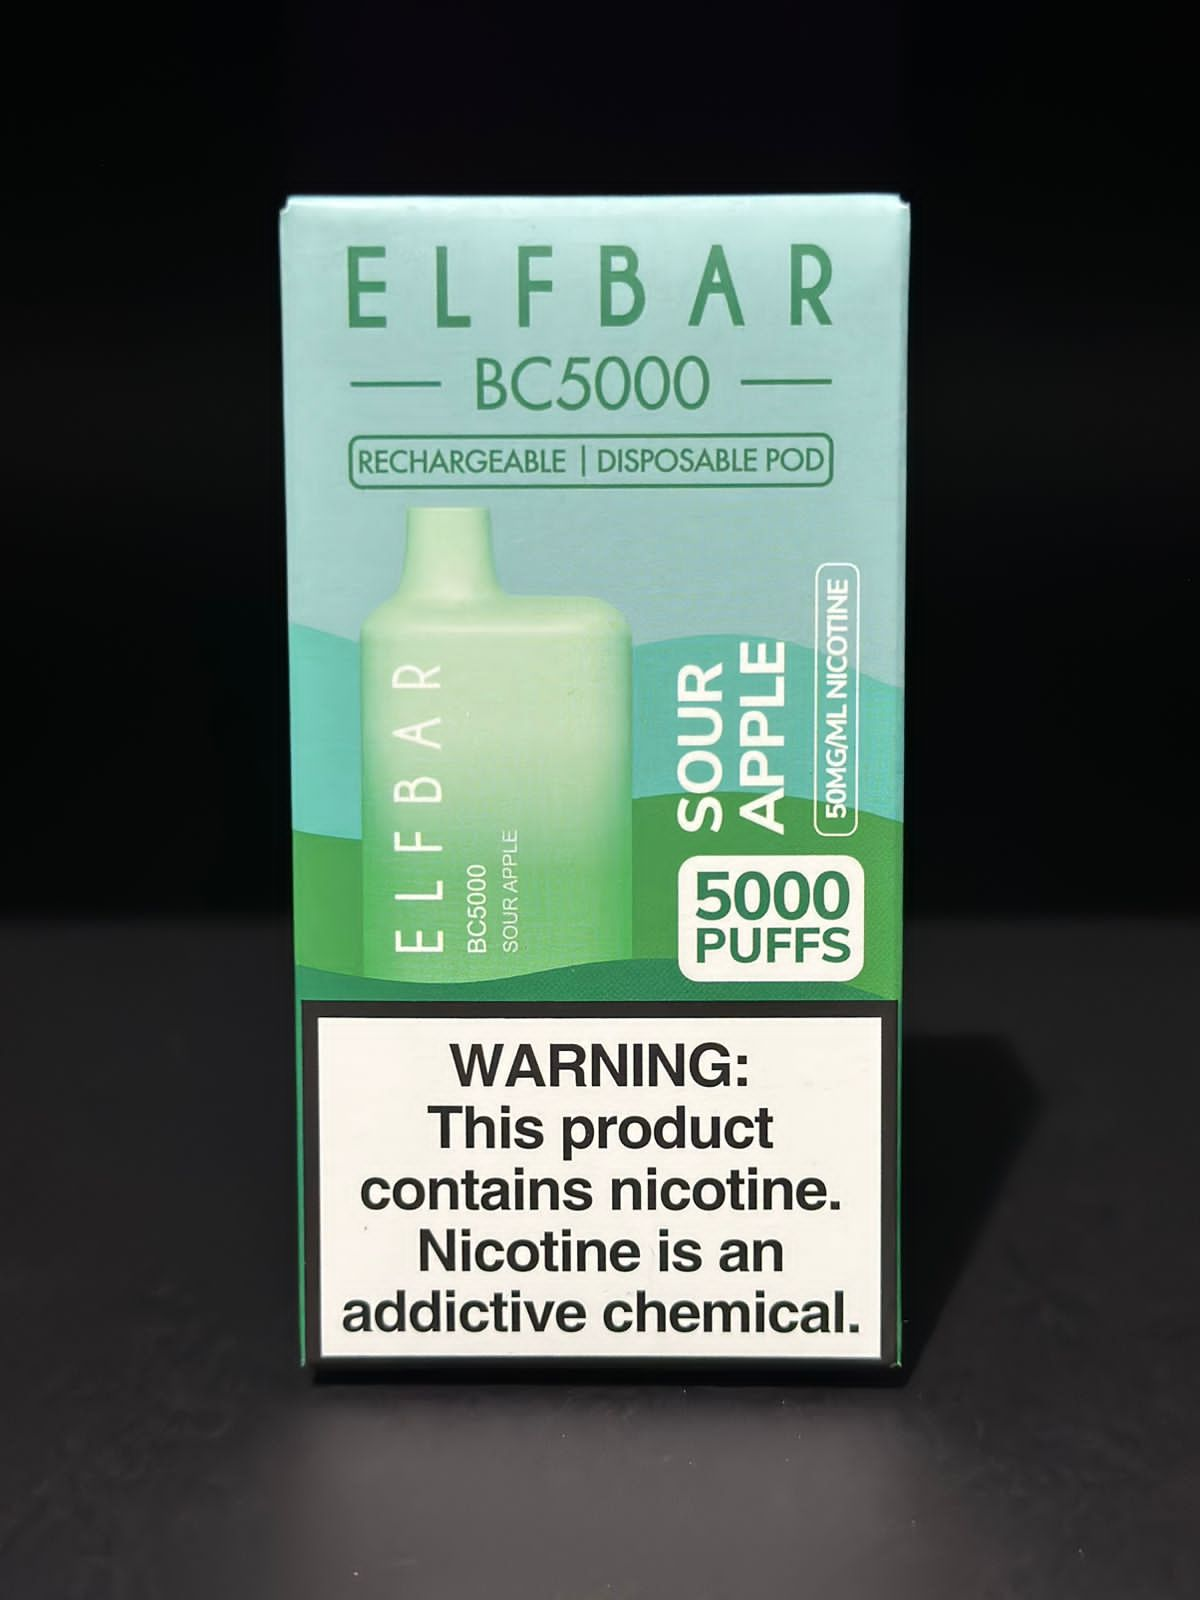 ELFBAR
BC5000
RECHARGEABLE | DISPOSABLE POD
ELFBAR
BC5000
SOUR APPLE
SOUR
APPLE
50MG/ML NICOTINE
5000
PUFFS
WARNING:
This product
contains nicotine.
Nicotine is an
addictive chemical.